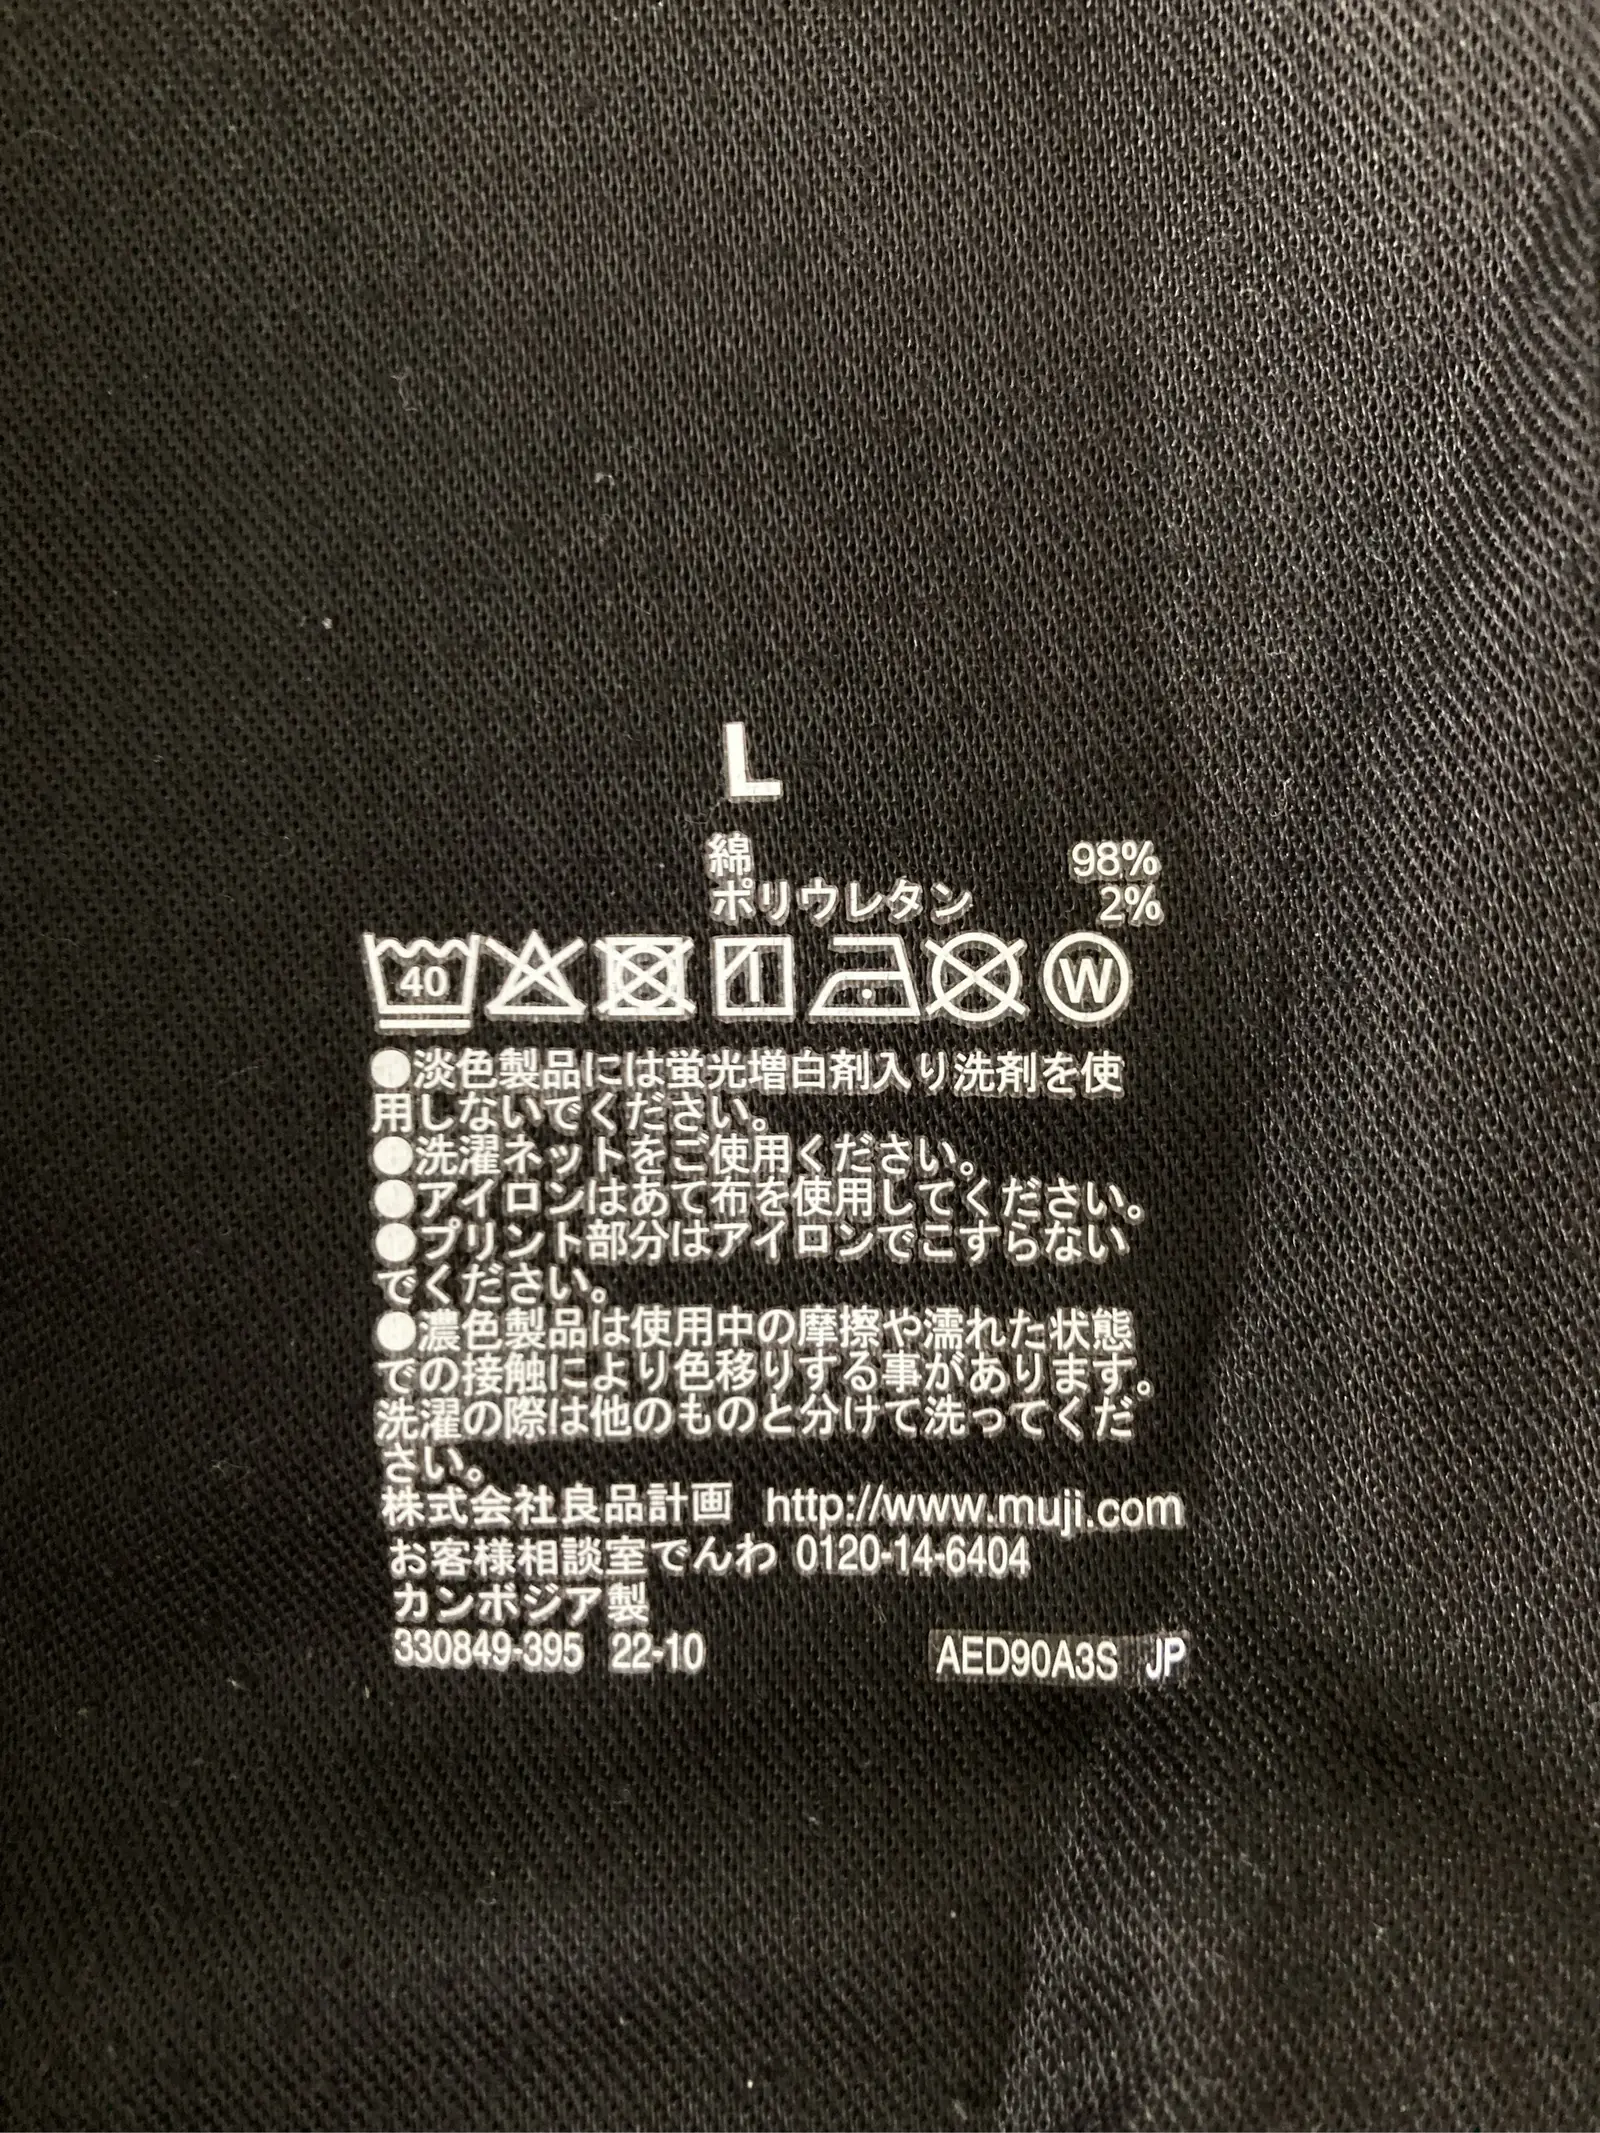 L
綿 98%
ポリウレタン 2%
40 W
●淡色製品には蛍光増白剤入り洗剤を使
用しないでください。
●洗濯ネットをご使用ください。
●アイロンはあて布を使用してください。
●プリント部分はアイロンでこすらない
でください。
●濃色製品は使用中の摩擦や濡れた状態
での接触により色移りする事があります。
洗濯の際は他のものと分けて洗ってくだ
さい。
株式会社良品計画 http://www.muji.com
お客様相談室でんわ 0120-14-6404
カンボジア製
330849-395 22-10 AED90A3S JP